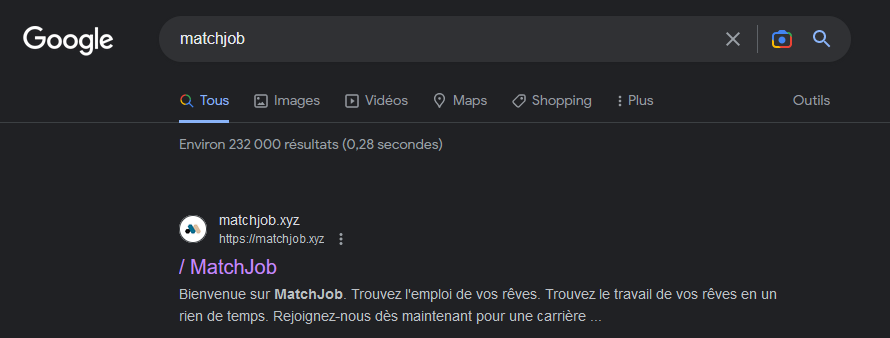 Google
matchjob
Tous Images Vidéos Maps Shopping Plus Outils
Environ 232 000 résultats (0,28 secondes)
matchjob.xyz
https://matchjob.xyz
/ MatchJob
Bienvenue sur MatchJob. Trouvez l'emploi de vos rêves. Trouvez le travail de vos rêves en un
rien de temps. Rejoignez-nous dès maintenant pour une carrière ...